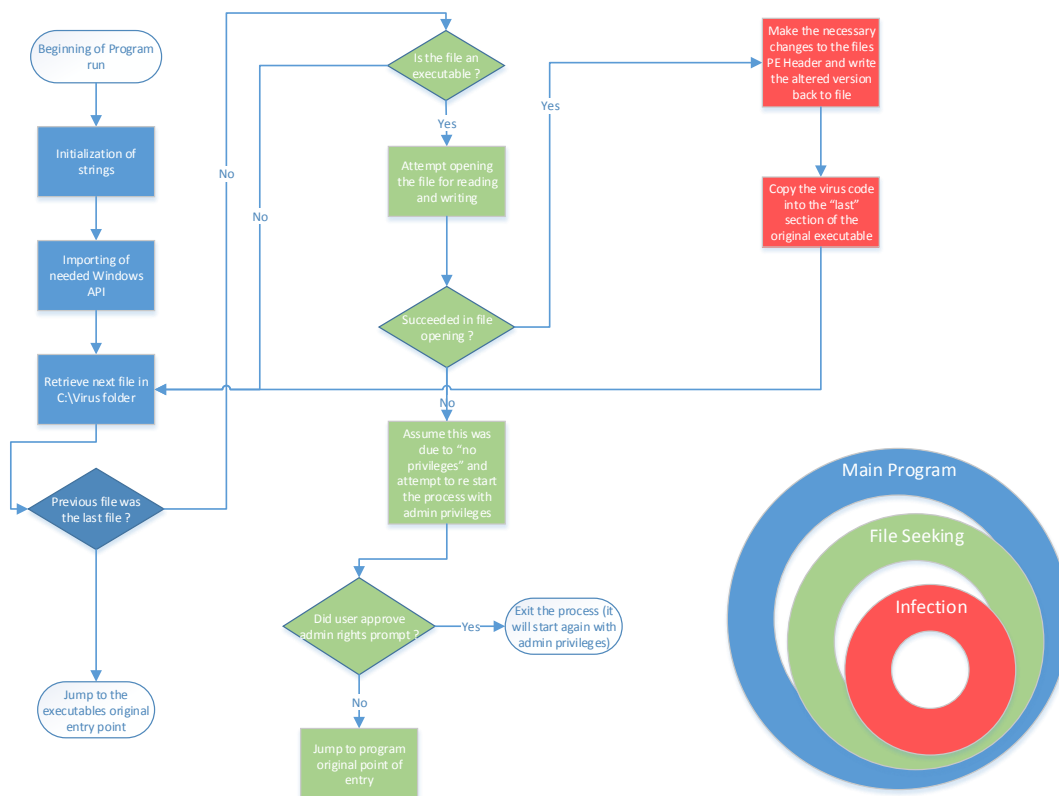 Beginning of Program
run
Initialization of
strings
Importing of
needed Windows
API
Retrieve next file in
C:\Virus folder
Previous file was
the last file ?
No
Jump to the
executables original
entry point
Is the file an
executable ?
No
Yes
Attempt opening
the file for reading
and writing
Succeeded in file
opening ?
Yes
No
Assume this was
due to “no
privileges” and
attempt to re start
the process with
admin privileges
Did user approve
admin rights prompt ?
Yes
Exit the process (it
will start again with
admin privileges)
No
Jump to program
original point of
entry
Make the necessary
changes to the files
PE Header and write
the altered version
back to file
Copy the virus code
into the “last”
section of the
original executable
Main Program
File Seeking
Infection